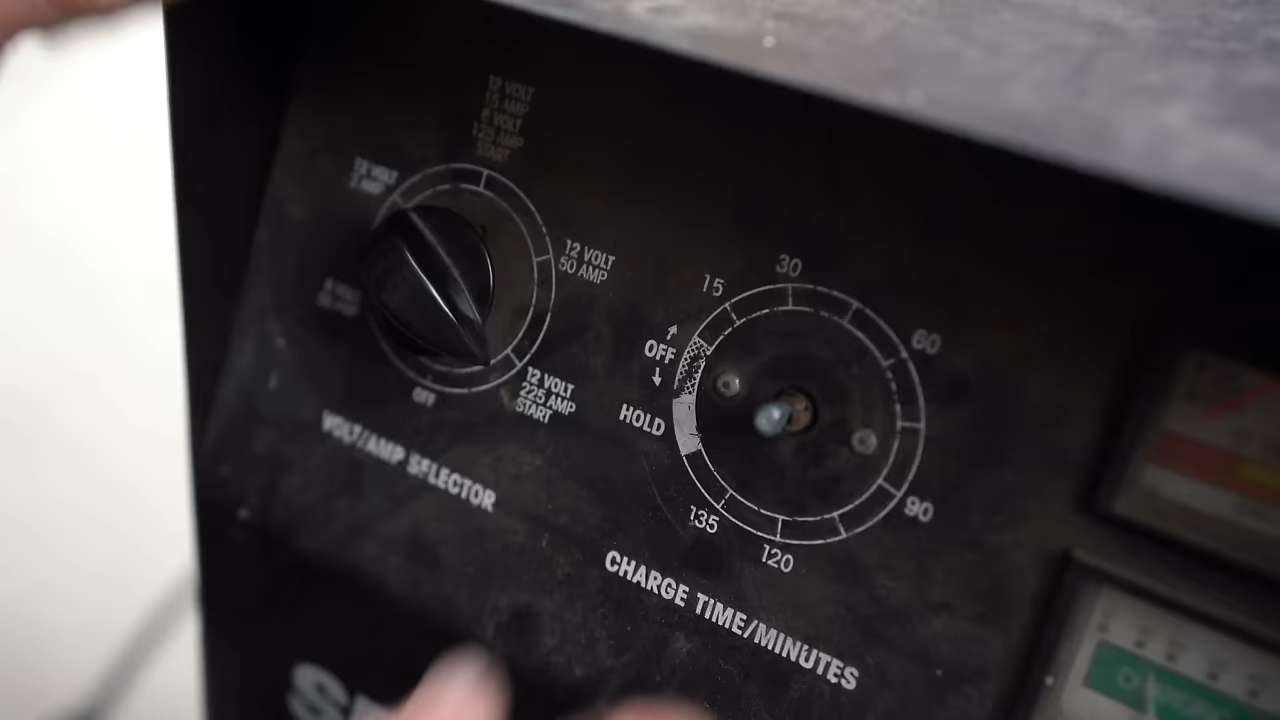 12 VOLT
15 AMP
6 VOLT
125 AMP
START
12 VOLT
2 AMP
12 VOLT
50 AMP
12 VOLT
225 AMP
START
OFF
VOLT/AMP SELECTOR
15
30
60
90
120
135
OFF
HOLD
CHARGE TIME/MINUTES